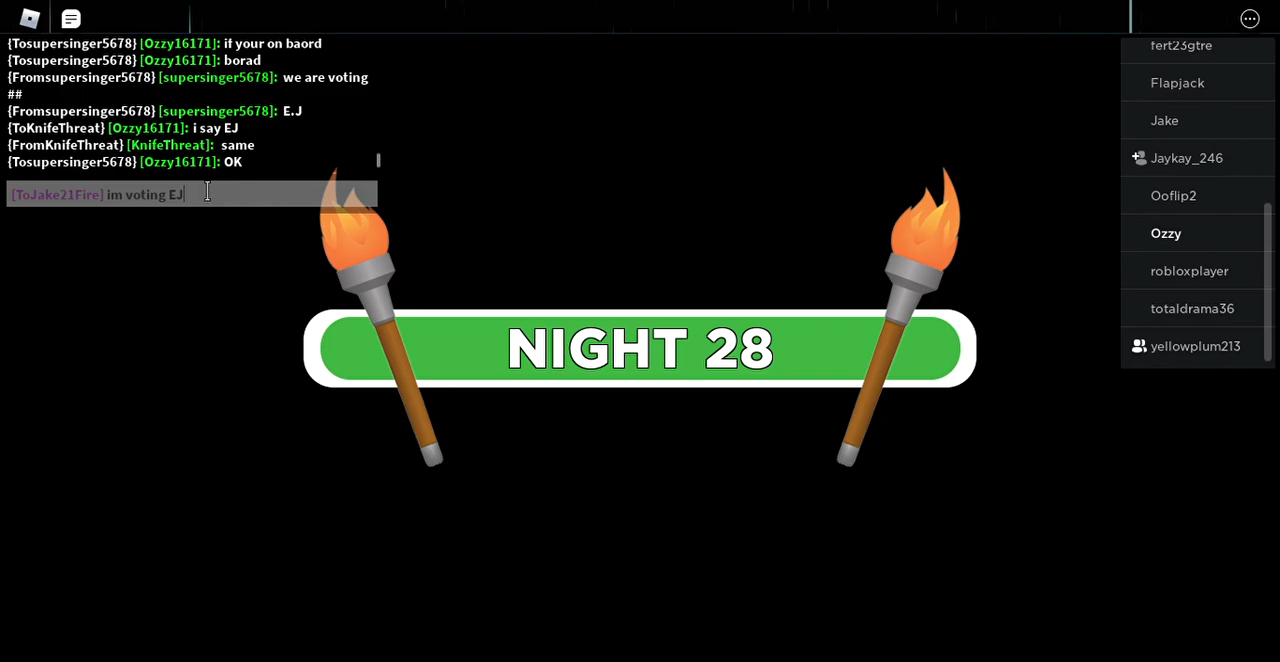 {Tosupersinger5678} [Ozzy16171]: if your on baord
{Tosupersinger5678} [Ozzy16171]: borad
{Fromsupersinger5678} [supersinger5678]: we are voting
##
{Fromsupersinger5678} [supersinger5678]: E.J
{ToKnifeThreat} [Ozzy16171]: i say EJ
{FromKnifeThreat} [KnifeThreat]: same
{Tosupersinger5678} [Ozzy16171]: OK
[ToJake21Fire] im voting EJ
NIGHT 28
fert23gtre
Flapjack
Jake
Jaykay_246
Ooflip2
Ozzy
robloxplayer
totaldrama36
yellowplum213